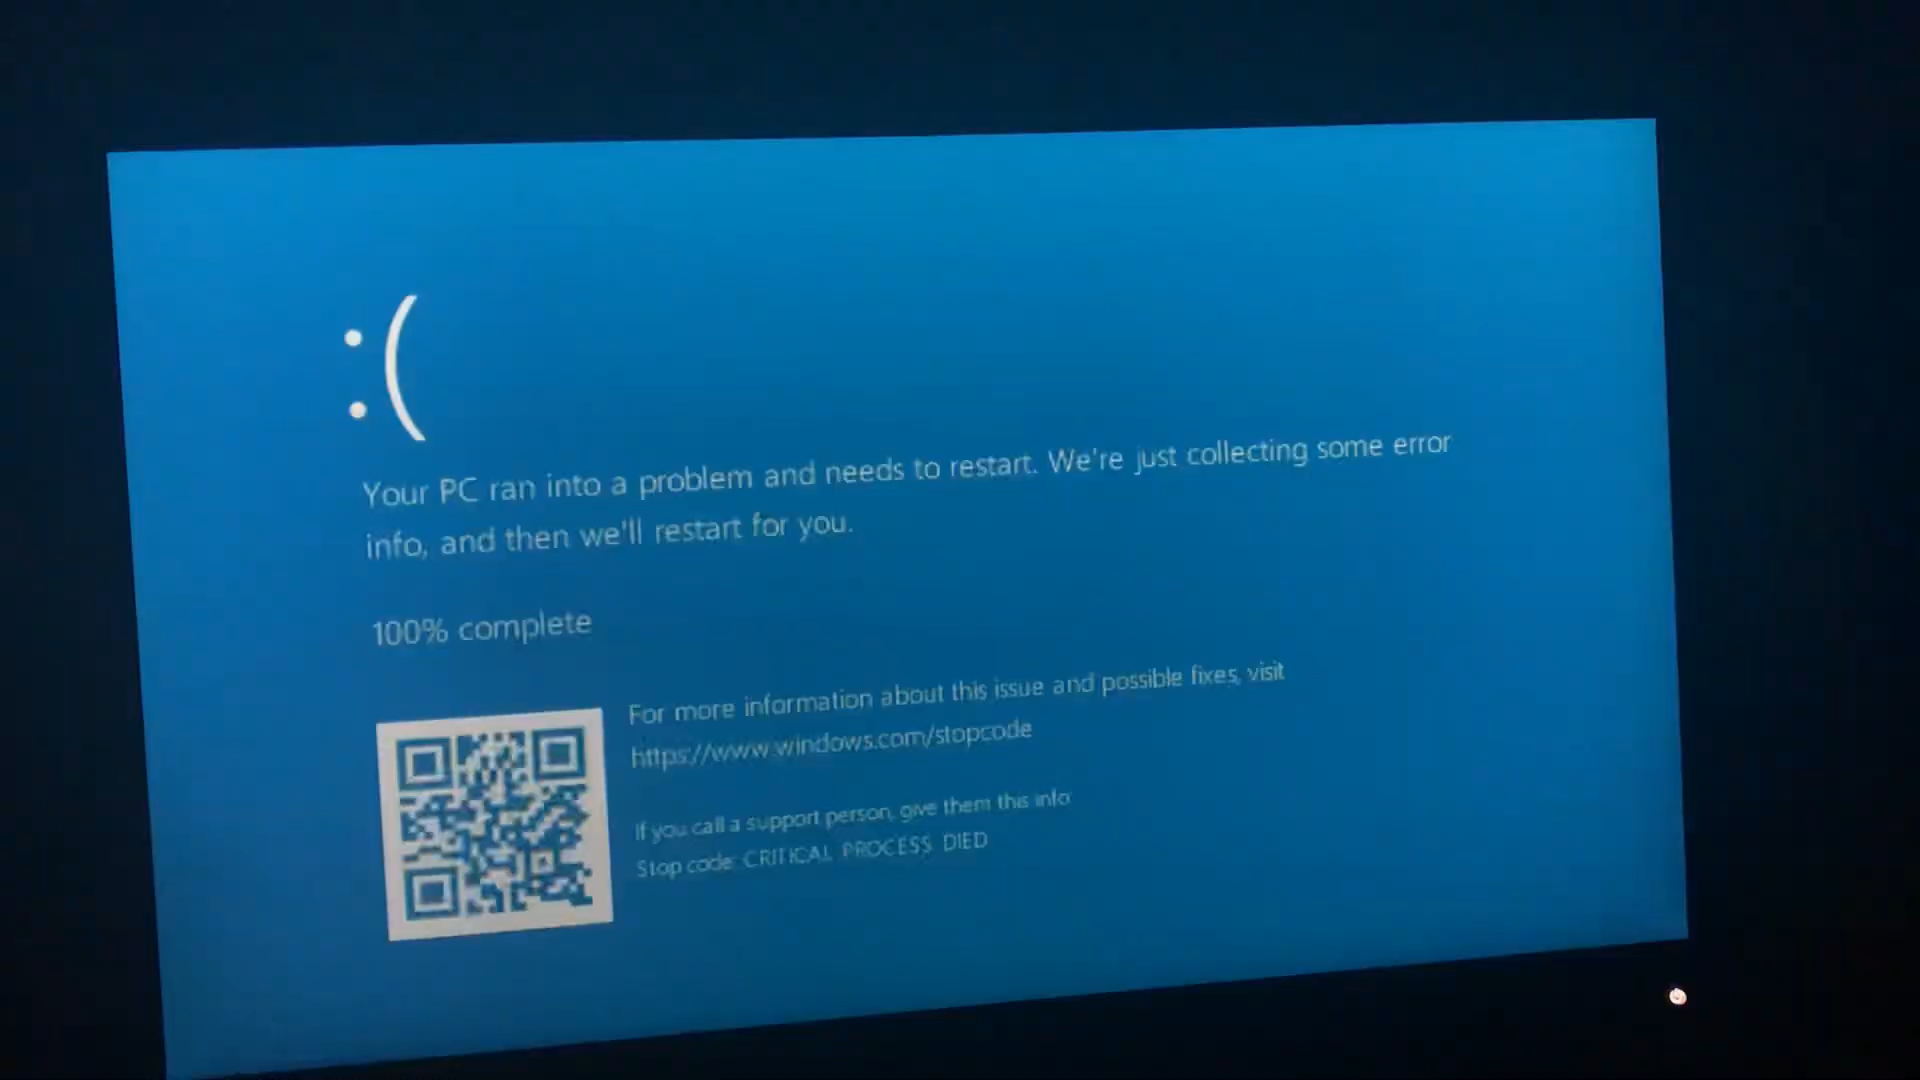 :(
Your PC ran into a problem and needs to restart. We're just collecting some error
info, and then we'll restart for you.
100% complete
For more information about this issue and possible fixes, visit
https://www.windows.com/stopcode
If you call a support person, give them this info:
Stop code: CRITICAL PROCESS DIED